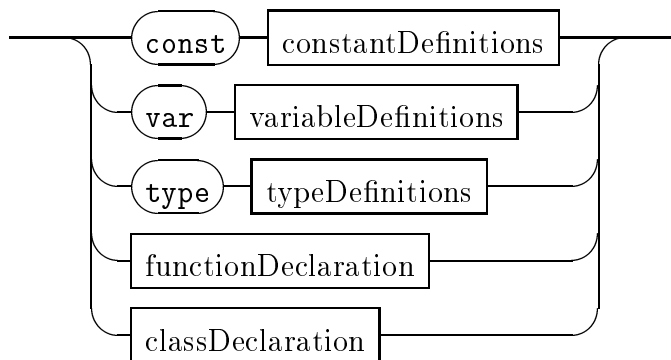 const constantDefinitions
var variableDefinitions
type typeDefinitions
functionDeclaration
classDeclaration